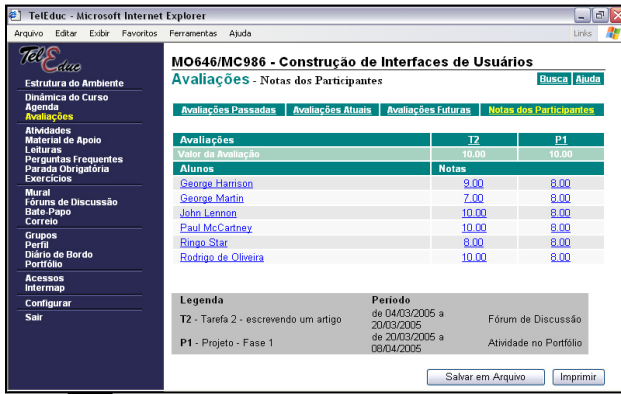 TelEduc - Microsoft Internet Explorer
Arquivo Editar Exibir Favoritos Ferramentas Ajuda Links
TelEduc
Estrutura do Ambiente
Dinâmica do Curso
Agenda
Avaliações
Atividades
Material de Apoio
Leituras
Perguntas Frequentes
Parada Obrigatória
Exercícios
Mural
Fóruns de Discussão
Bate-Papo
Correio
Grupos
Perfil
Diário de Bordo
Portfólio
Acessos
Intermap
Configurar
Sair
MO646/MC986 - Construção de Interfaces de Usuários
Avaliações - Notas dos Participantes
Busca Ajuda
Avaliações Passadas Avaliações Atuais Avaliações Futuras Notas dos Participantes
Avaliações T2 P1
Valor da Avaliação 10.00 10.00
Alunos Notas
George Harrison 9.00 8.00
George Martin 7.00 8.00
John Lennon 10.00 8.00
Paul McCartney 10.00 8.00
Ringo Star 8.00 8.00
Rodrigo de Oliveira 10.00 8.00
Legenda Período
T2 - Tarefa 2 - escrevendo um artigo de 04/03/2005 a 20/03/2005 Fórum de Discussão
P1 - Projeto - Fase 1 de 20/03/2005 a 08/04/2005 Atividade no Portfólio
Salvar em Arquivo Imprimir